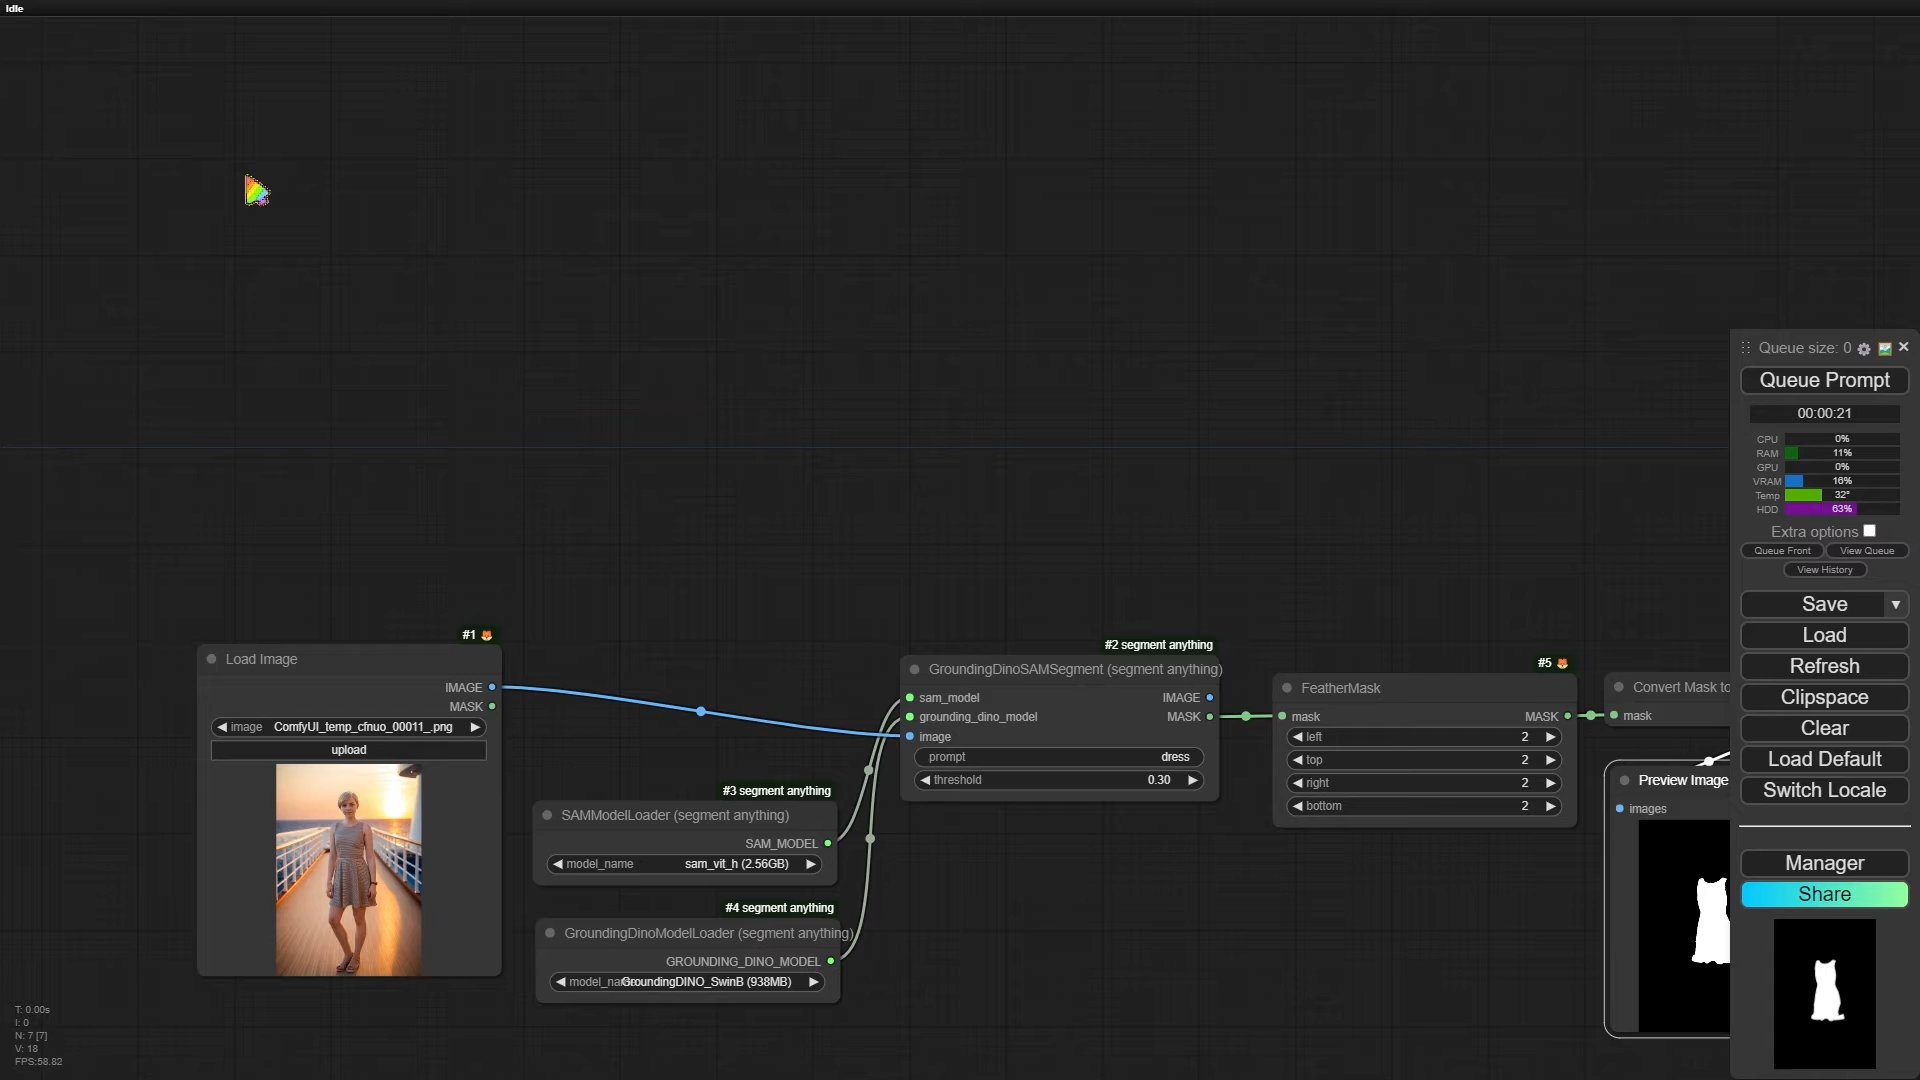 Idle
Queue size: 0
Queue Prompt
00:00:21
CPU 0%
RAM 11%
GPU 0%
VRAM 16%
Temp 32°
HDD 63%
Extra options
Queue Front
View Queue
View History
Save
Load
Refresh
Clipspace
Clear
Load Default
Switch Locale
Manager
Share
#1
Load Image
IMAGE
MASK
image ComfyUI_temp_cfnuo_00011_.png
upload
#3 segment anything
SAMModelLoader (segment anything)
SAM_MODEL
model_name sam_vit_h (2.56GB)
#4 segment anything
GroundingDinoModelLoader (segment anything)
GROUNDING_DINO_MODEL
GroundingDINO_SwinB (938MB)
#2 segment anything
GroundingDinoSAMSegment (segment anything)
sam_model IMAGE
grounding_dino_model MASK
image
prompt dress
threshold 0.30
#5
FeatherMask
mask MASK
left 2
top 2
right 2
bottom 2
Convert Mask to
mask
Preview Image
images
T: 0.00s
I: 0
N: 7 [7]
V: 18
FPS:58.82